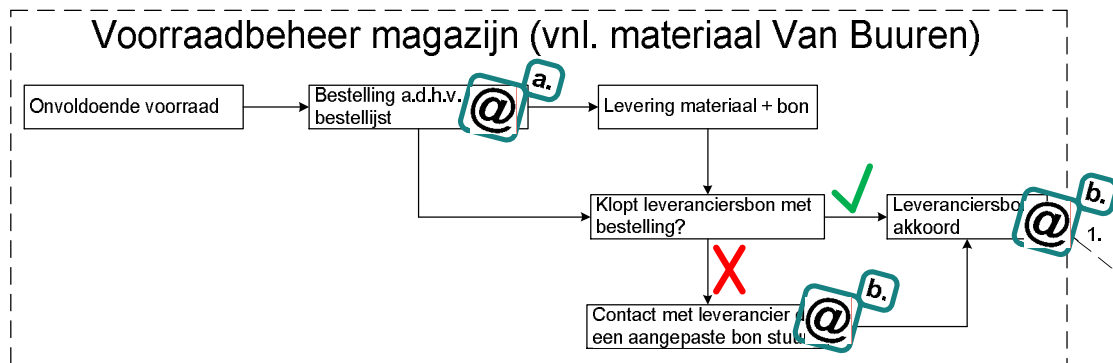 Voorraadbeheer magazijn (vnl. materiaal Van Buuren)
Onvoldoende voorraad
Bestelling a.d.h.v.
bestellijst
@
a.
Levering materiaal + bon
Klopt leveranciersbon met
bestelling?
akkoord
@
b.
1.
Contact met leverancier
een aangepaste bon
@
b.